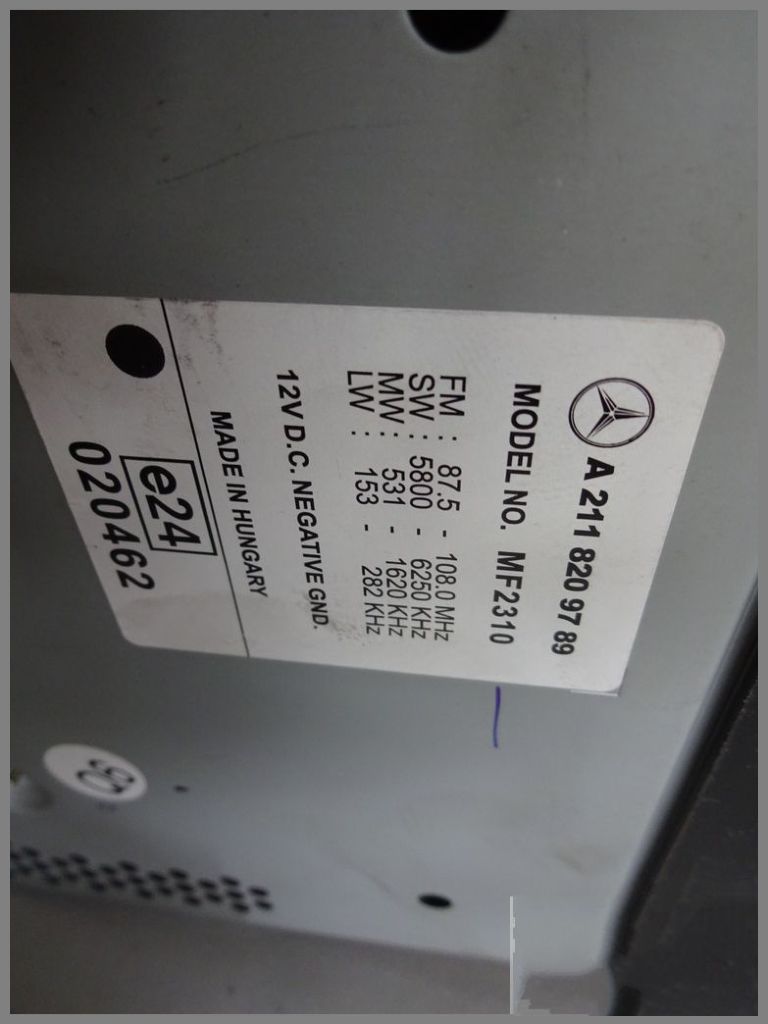 A 211 820 97 89
MODEL NO. MF2310
FM : 87.5 - 108.0 MHz
SW : 5800 - 6250 KHz
MW : 531 - 1620 KHz
LW : 153 - 282 KHz
12V D.C. NEGATIVE GND.
MADE IN HUNGARY
e24
020462